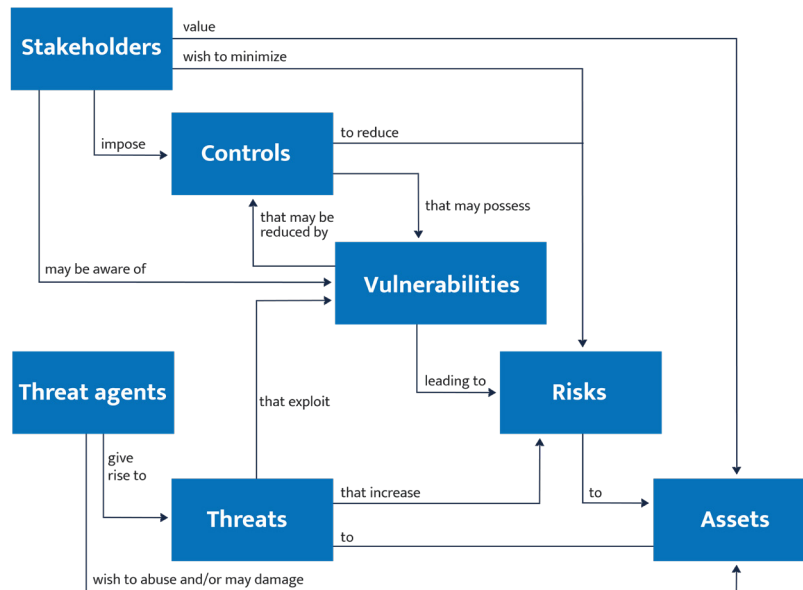 Stakeholders
value
wish to minimize
impose
Controls
to reduce
that may be
reduced by
that may possess
may be aware of
Vulnerabilities
Threat agents
that exploit
leading to
Risks
give
rise to
Threats
that increase
to
to
Assets
wish to abuse and/or may damage